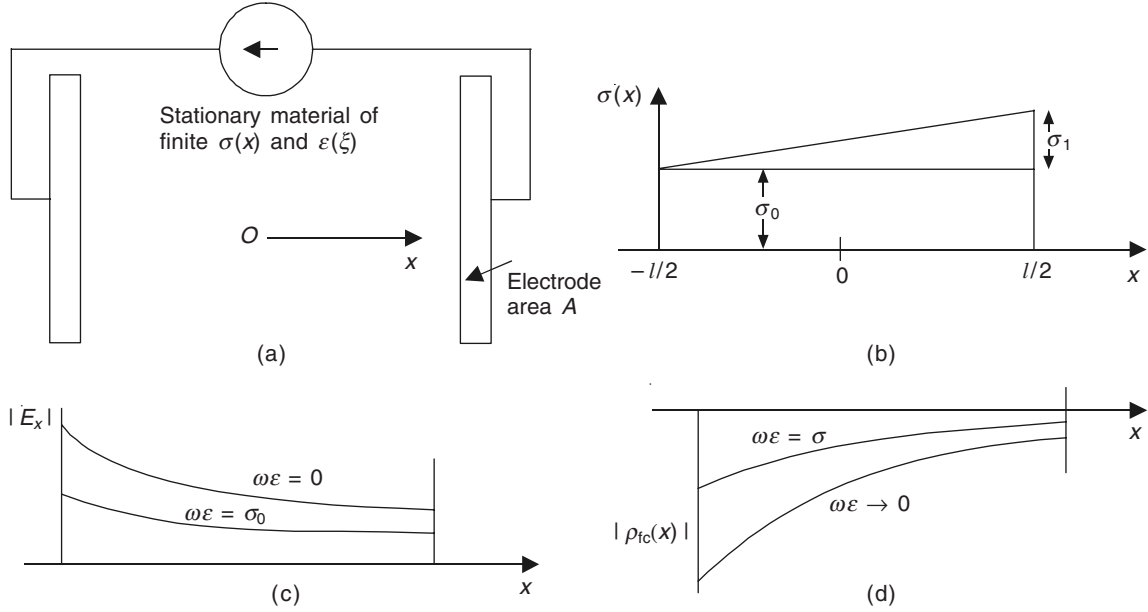 Stationary material of
finite σ(x) and ε(ξ)
O
x
Electrode
area A
(a)
σ(x)
σ₁
σ₀
−l/2
0
l/2
x
(b)
| Eₓ |
ωε = 0
ωε = σ₀
x
(c)
x
ωε = σ
ωε → 0
| ρfc(x) |
(d)